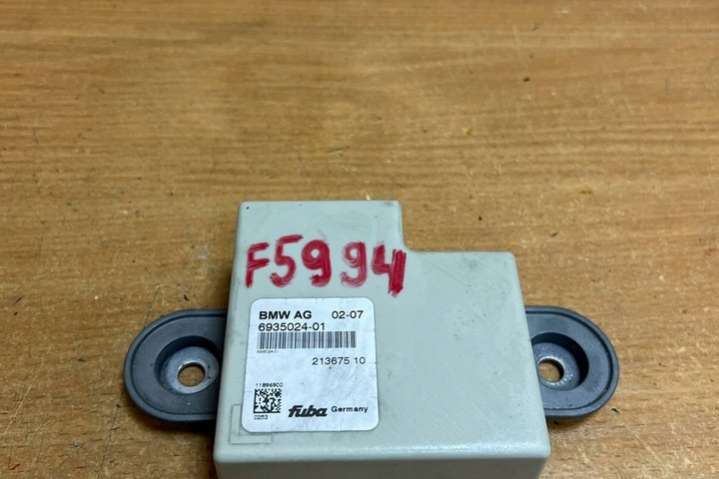 F5994
BMW AG 02-07
6935024-01
213675 10
fuba Germany